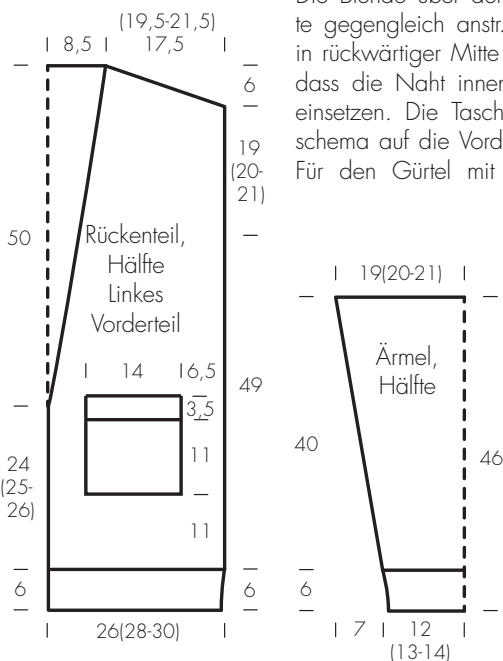 Die Blende über der
te gegengleich anstr.
in rückwärtiger Mitte
dass die Naht inner
einsetzen. Die Tasch
schema auf die Vord
Für den Gürtel mit
(19,5-21,5)
8,5
17,5
6
19
(20-
21)
50
Rückenteil,
Hälfte
Linkes
Vorderteil
14
6,5
3,5
49
11
24
(25-
26)
11
6
6
26(28-30)
19(20-21)
Ärmel,
Hälfte
40
46
6
7
12
(13-14)